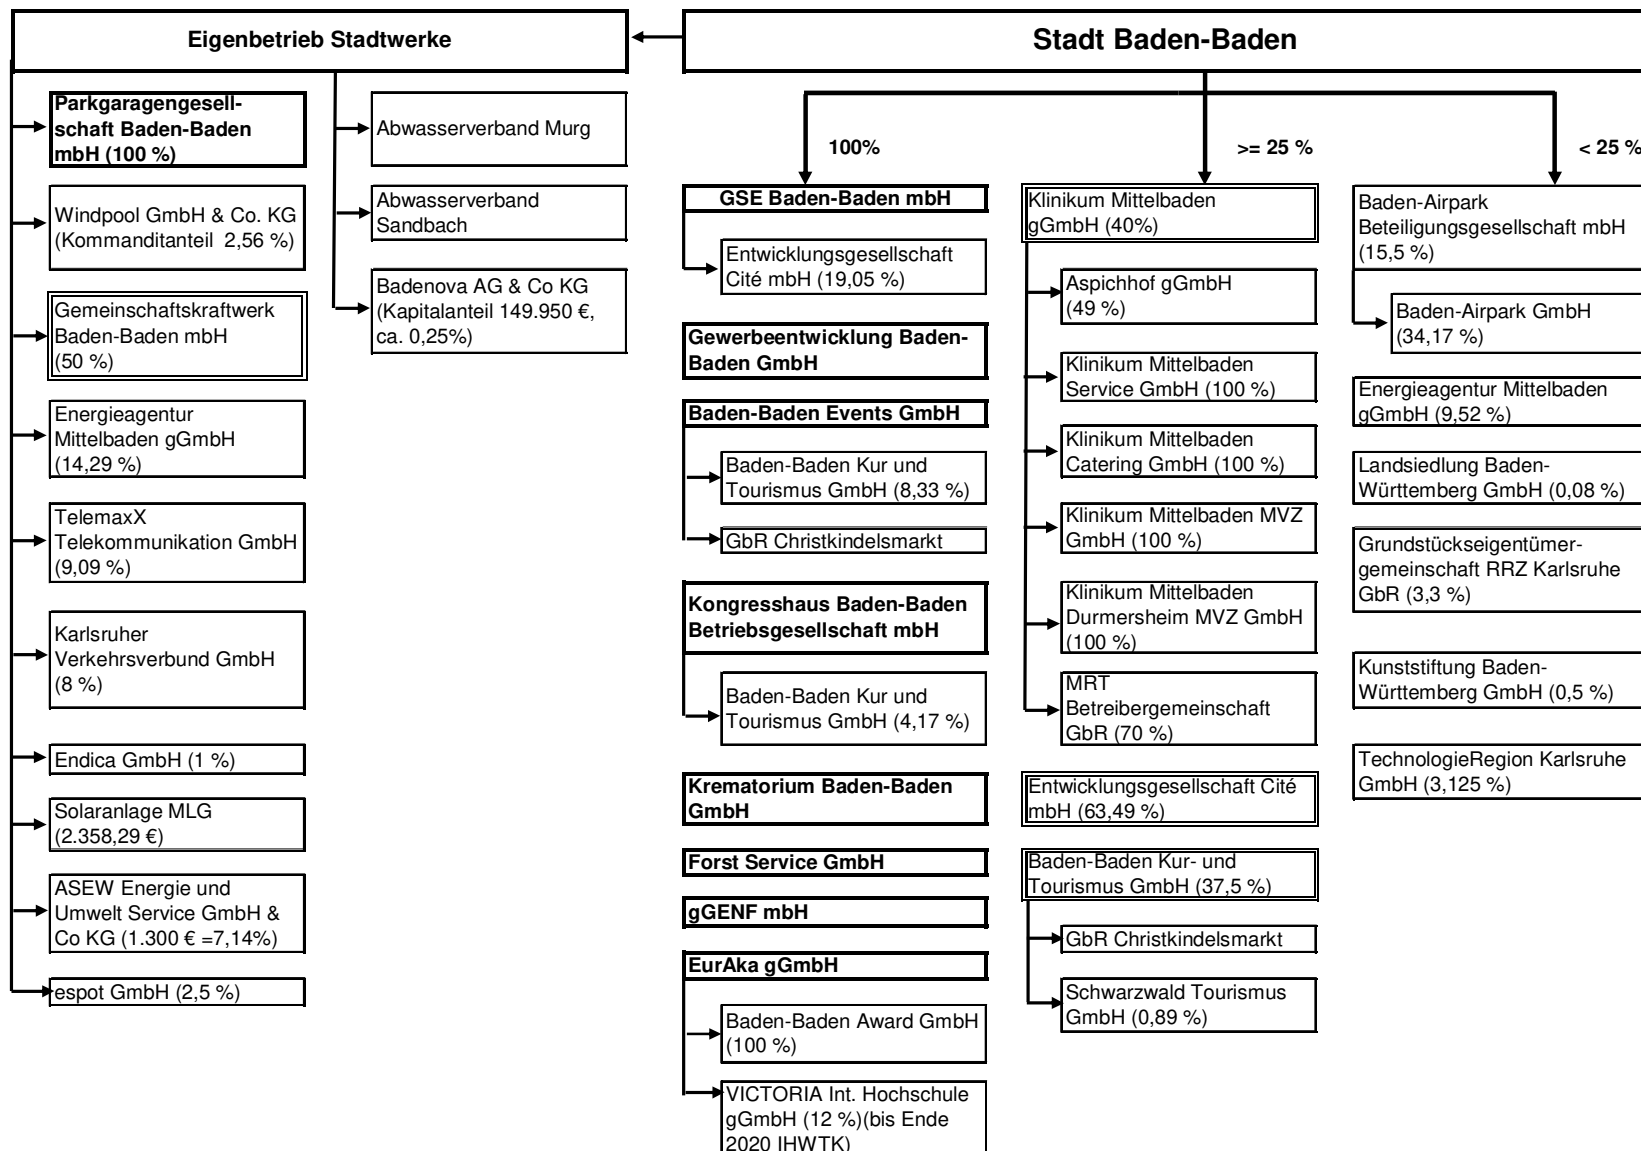 Eigenbetrieb Stadtwerke
Stadt Baden-Baden
Parkgaragengesell-
schaft Baden-Baden
mbH (100 %)
Windpool GmbH & Co. KG
(Kommanditanteil  2,56 %)
Gemeinschaftskraftwerk
Baden-Baden mbH
(50 %)
Energieagentur
Mittelbaden gGmbH
(14,29 %)
TelemaxX
Telekommunikation GmbH
(9,09 %)
Karlsruher
Verkehrsverbund GmbH
(8 %)
Endica GmbH (1 %)
Solaranlage MLG
(2.358,29 €)
ASEW Energie und
Umwelt Service GmbH &
Co KG (1.300 € =7,14%)
espot GmbH (2,5 %)
Abwasserverband Murg
Abwasserverband
Sandbach
Badenova AG & Co KG
(Kapitalanteil 149.950 €,
ca. 0,25%)
100%
GSE Baden-Baden mbH
Entwicklungsgesellschaft
Cité mbH (19,05 %)
Gewerbeentwicklung Baden-
Baden GmbH
Baden-Baden Events GmbH
Baden-Baden Kur und
Tourismus GmbH (8,33 %)
GbR Christkindelsmarkt
Kongresshaus Baden-Baden
Betriebsgesellschaft mbH
Baden-Baden Kur und
Tourismus GmbH (4,17 %)
Krematorium Baden-Baden
GmbH
Forst Service GmbH
gGENF mbH
EurAka gGmbH
Baden-Baden Award GmbH
(100 %)
VICTORIA Int. Hochschule
gGmbH (12 %)(bis Ende
2020 IHWTK)
>= 25 %
Klinikum Mittelbaden
gGmbH (40%)
Aspichhof gGmbH
(49 %)
Klinikum Mittelbaden
Service GmbH (100 %)
Klinikum Mittelbaden
Catering GmbH (100 %)
Klinikum Mittelbaden MVZ
GmbH (100 %)
Klinikum Mittelbaden
Durmersheim MVZ GmbH
(100 %)
MRT
Betreibergemeinschaft
GbR (70 %)
Entwicklungsgesellschaft Cité
mbH (63,49 %)
Baden-Baden Kur- und
Tourismus GmbH (37,5 %)
GbR Christkindelsmarkt
Schwarzwald Tourismus
GmbH (0,89 %)
< 25 %
Baden-Airpark
Beteiligungsgesellschaft mbH
(15,5 %)
Baden-Airpark GmbH
(34,17 %)
Energieagentur Mittelbaden
gGmbH (9,52 %)
Landsiedlung Baden-
Württemberg GmbH (0,08 %)
Grundstückseigentümer-
gemeinschaft RRZ Karlsruhe
GbR (3,3 %)
Kunststiftung Baden-
Württemberg GmbH (0,5 %)
TechnologieRegion Karlsruhe
GmbH (3,125 %)